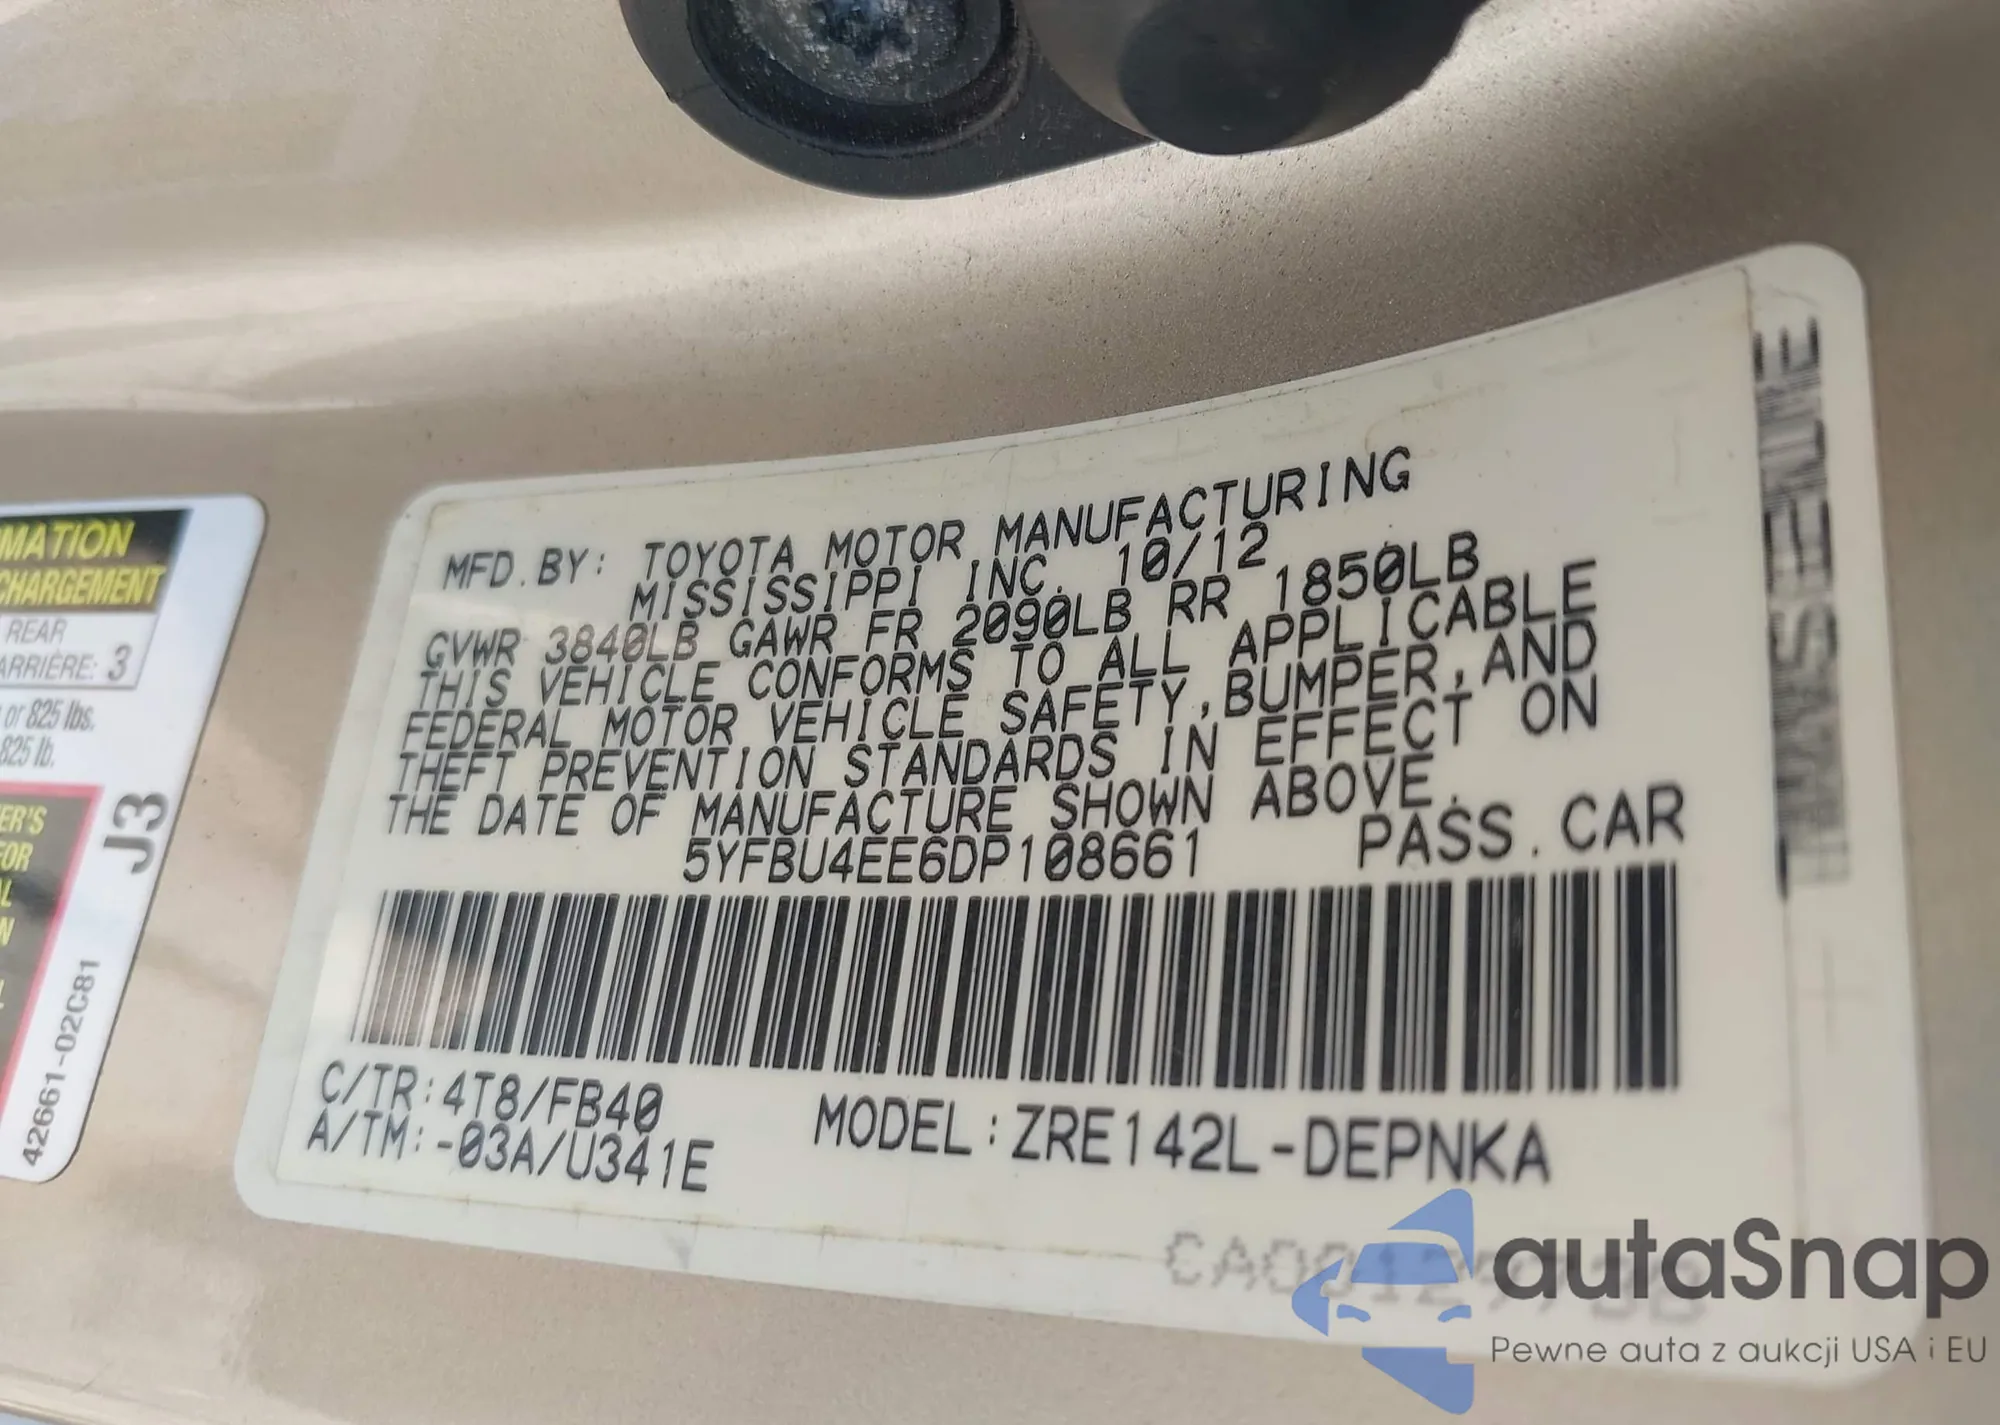 MATION
CHARGEMENT
REAR
ARRIÈRE: 3
or 825 lbs.
825 lb.
ER'S
FOR
AL
N
J3
42661-02C81
MFD.BY: TOYOTA MOTOR MANUFACTURING
MISSISSIPPI INC. 10/12
GVWR 3840LB GAWR FR 2090LB RR 1850LB
THIS VEHICLE CONFORMS TO ALL APPLICABLE
FEDERAL MOTOR VEHICLE SAFETY,BUMPER,AND
THEFT PREVENTION STANDARDS IN EFFECT ON
THE DATE OF MANUFACTURE SHOWN ABOVE.
5YFBU4EE6DP108661 PASS.CAR
C/TR:4T8/FB40
A/TM:-03A/U341E
MODEL:ZRE142L-DEPNKA
autaSnap
Pewne auta z aukcji USA i EU